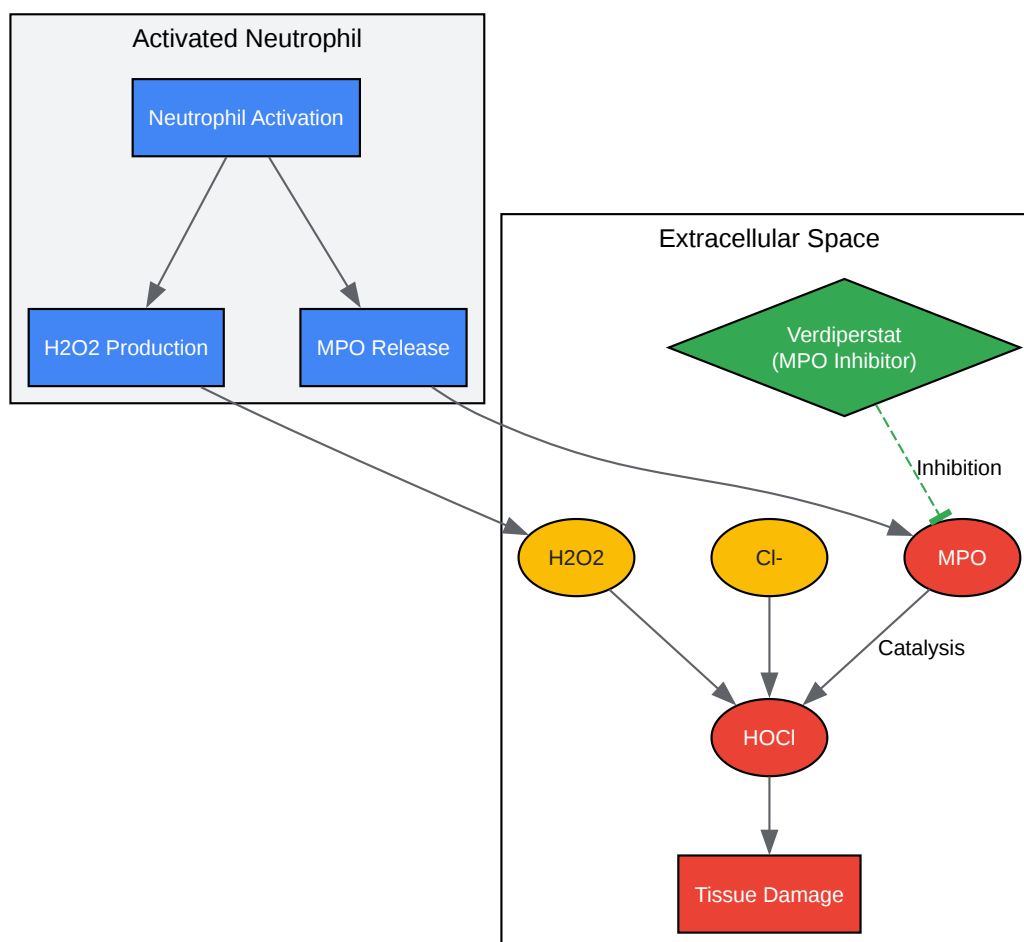 Activated Neutrophil
Neutrophil Activation
H2O2 Production
MPO Release
Extracellular Space
Verdiperstat
(MPO Inhibitor)
Inhibition
H2O2
Cl-
MPO
Catalysis
HOCl
Tissue Damage